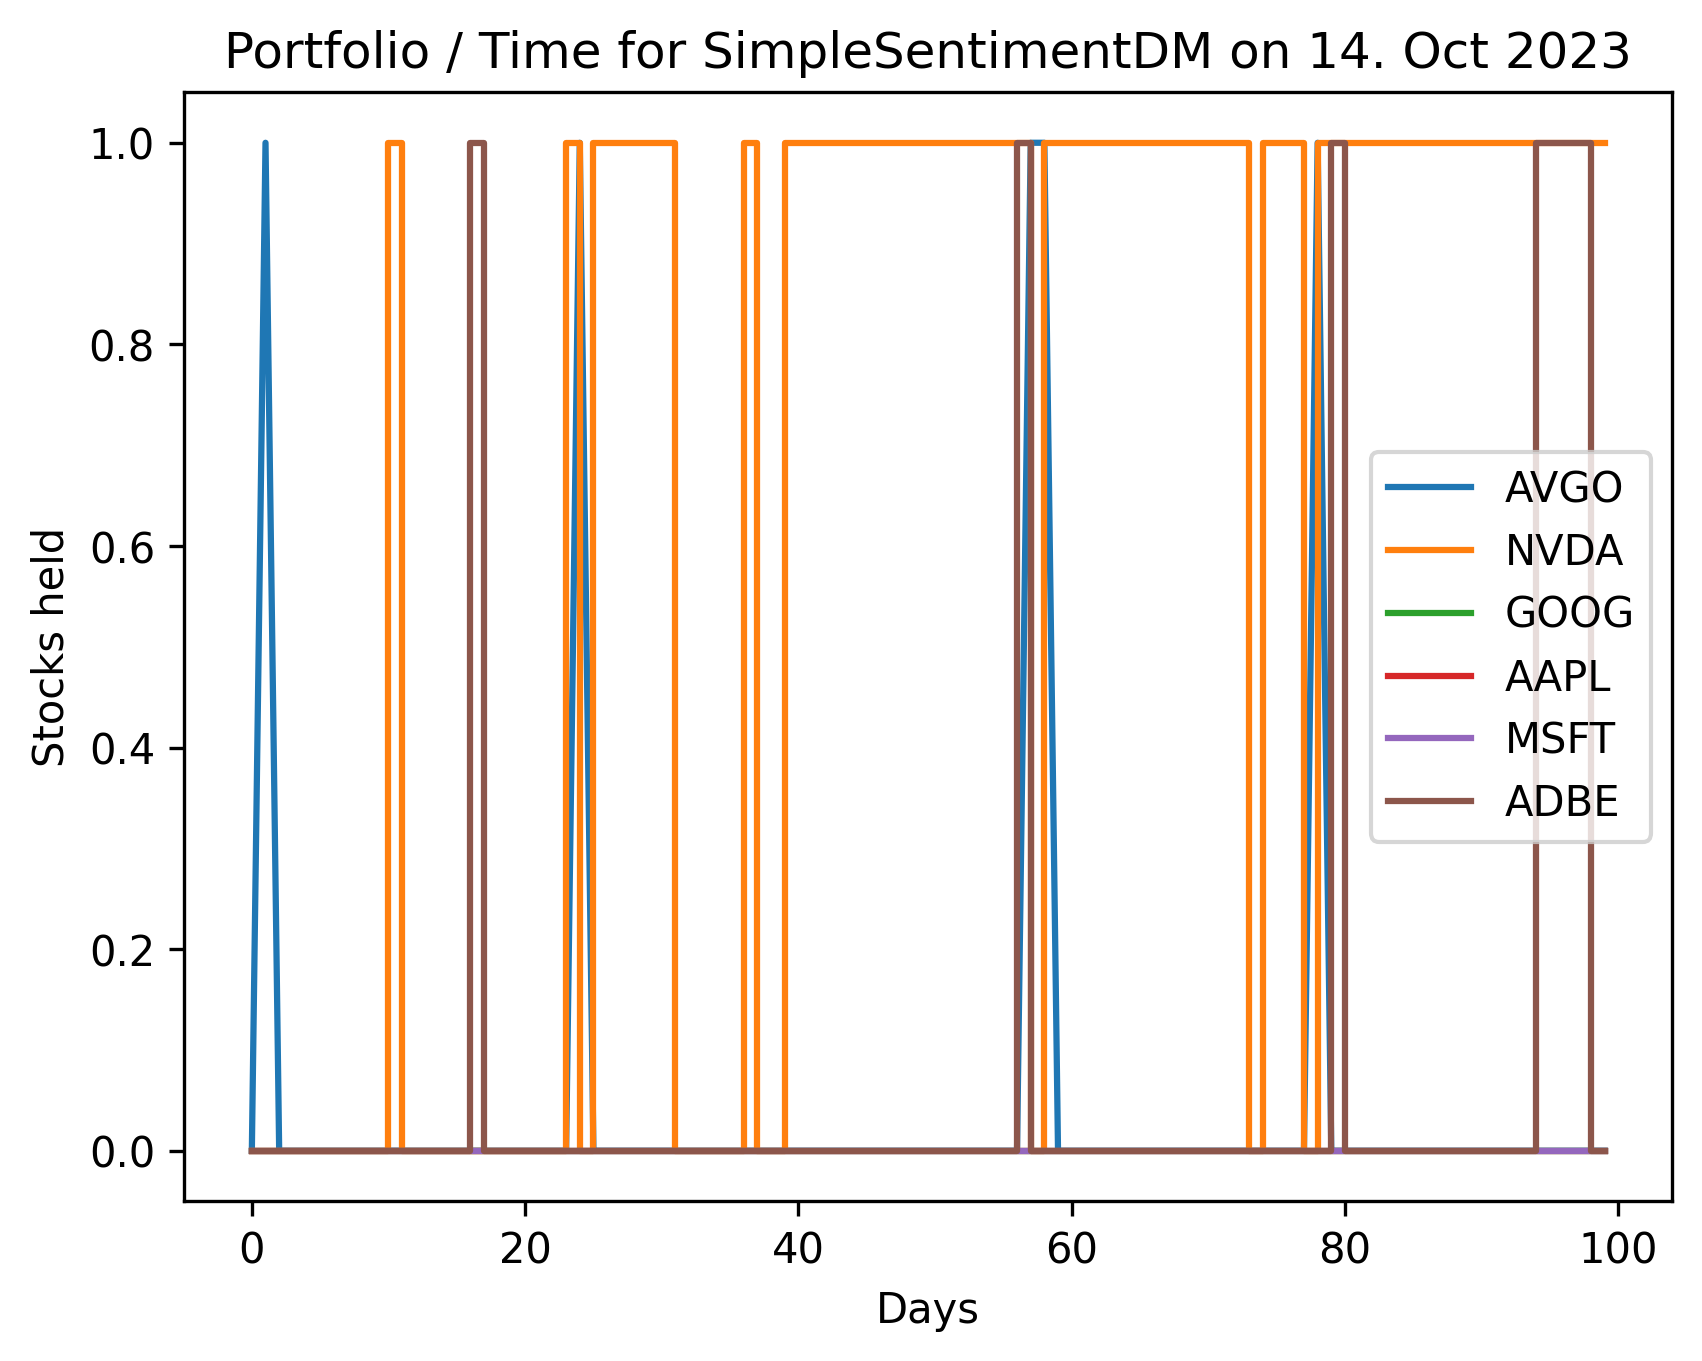 Portfolio / Time for SimpleSentimentDM on 14. Oct 2023
1.0
0.8
0.6
0.4
0.2
0.0
Stocks held
AVGO
NVDA
GOOG
AAPL
MSFT
ADBE
0 20 40 60 80 100
Days